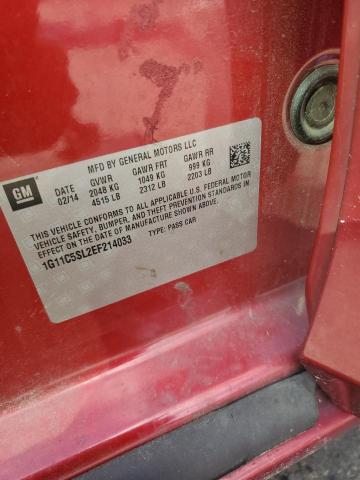 MFD BY GENERAL MOTORS LLC
GM
DATE GVWR GAWR FRT GAWR RR
02/14 2048 KG 1049 KG 999 KG
4515 LB 2312 LB 2203 LB
THIS VEHICLE CONFORMS TO ALL APPLICABLE U.S. FEDERAL MOTOR
VEHICLE SAFETY, BUMPER, AND THEFT PREVENTION STANDARDS IN
EFFECT ON THE DATE OF MANUFACTURE SHOWN ABOVE.
1G11C5SL2EF214033 TYPE: PASS CAR